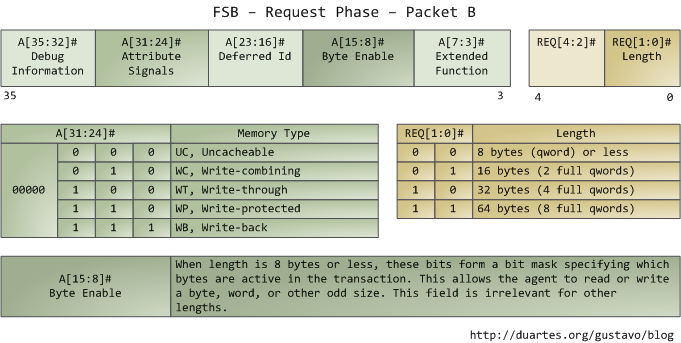 FSB – Request Phase – Packet B
A[35:32]# A[31:24]# A[23:16]# A[15:8]# A[7:3]# REQ[4:2]# REQ[1:0]#
Debug Attribute Deferred Id Byte Enable Extended Length
Information Signals Function
35 3 4 0
A[31:24]# Memory Type REQ[1:0]# Length
0 0 0 UC, Uncacheable 0 0 8 bytes (qword) or less
0 1 0 WC, Write-combining 0 1 16 bytes (2 full qwords)
00000 1 0 0 WT, Write-through 1 0 32 bytes (4 full qwords)
1 1 0 WP, Write-protected 1 1 64 bytes (8 full qwords)
1 1 1 WB, Write-back
A[15:8]#
Byte Enable
When length is 8 bytes or less, these bits form a bit mask specifying which
bytes are active in the transaction. This allows the agent to read or write
a byte, word, or other odd size. This field is irrelevant for other
lengths.
http://duartes.org/gustavo/blog